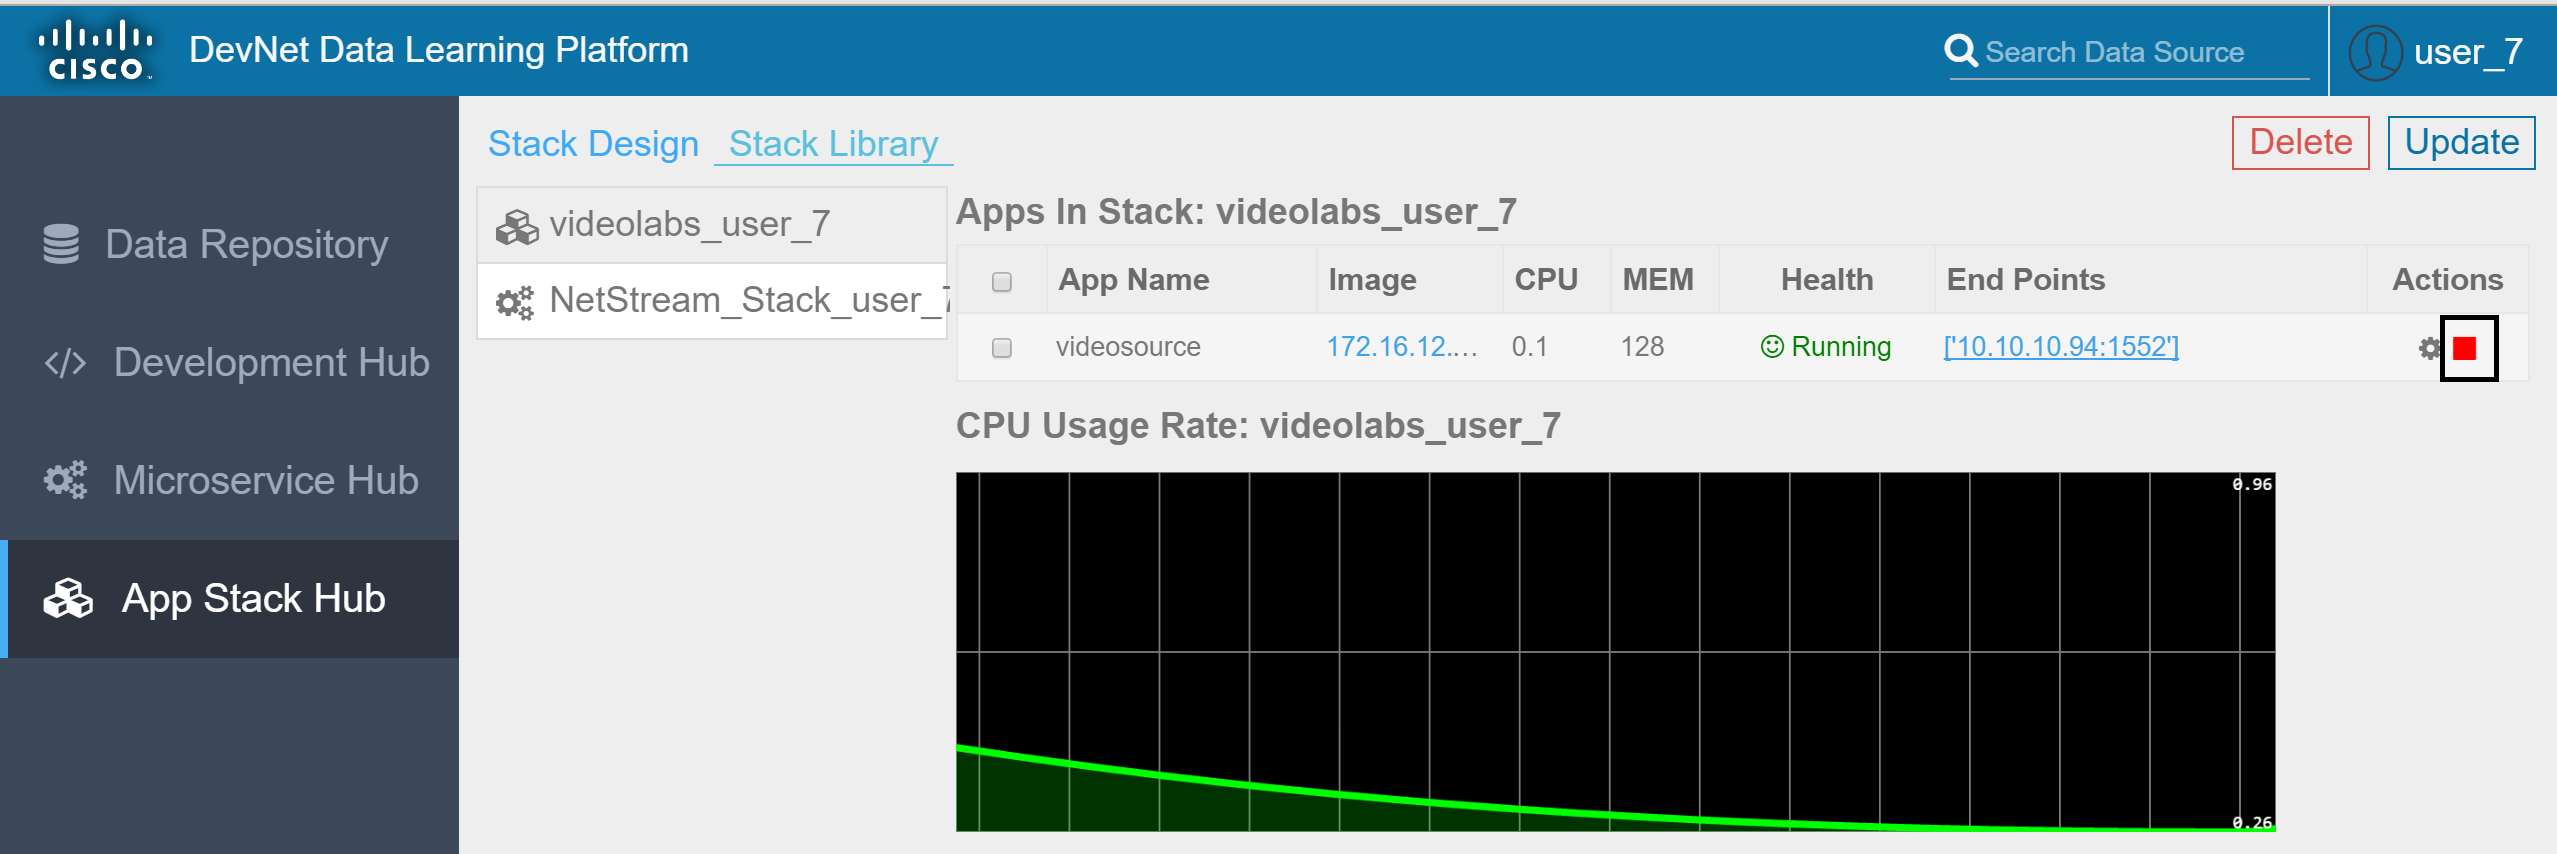 CISCO
DevNet Data Learning Platform
Search Data Source
user_7
Data Repository
Development Hub
Microservice Hub
App Stack Hub
Stack Design Stack Library
Delete Update
videolabs_user_7
NetStream_Stack_user_7
Apps In Stack: videolabs_user_7
App Name Image CPU MEM Health End Points Actions
videosource 172.16.12.... 0.1 128 Running ['10.10.10.94:1552']
CPU Usage Rate: videolabs_user_7
0.96
0.26